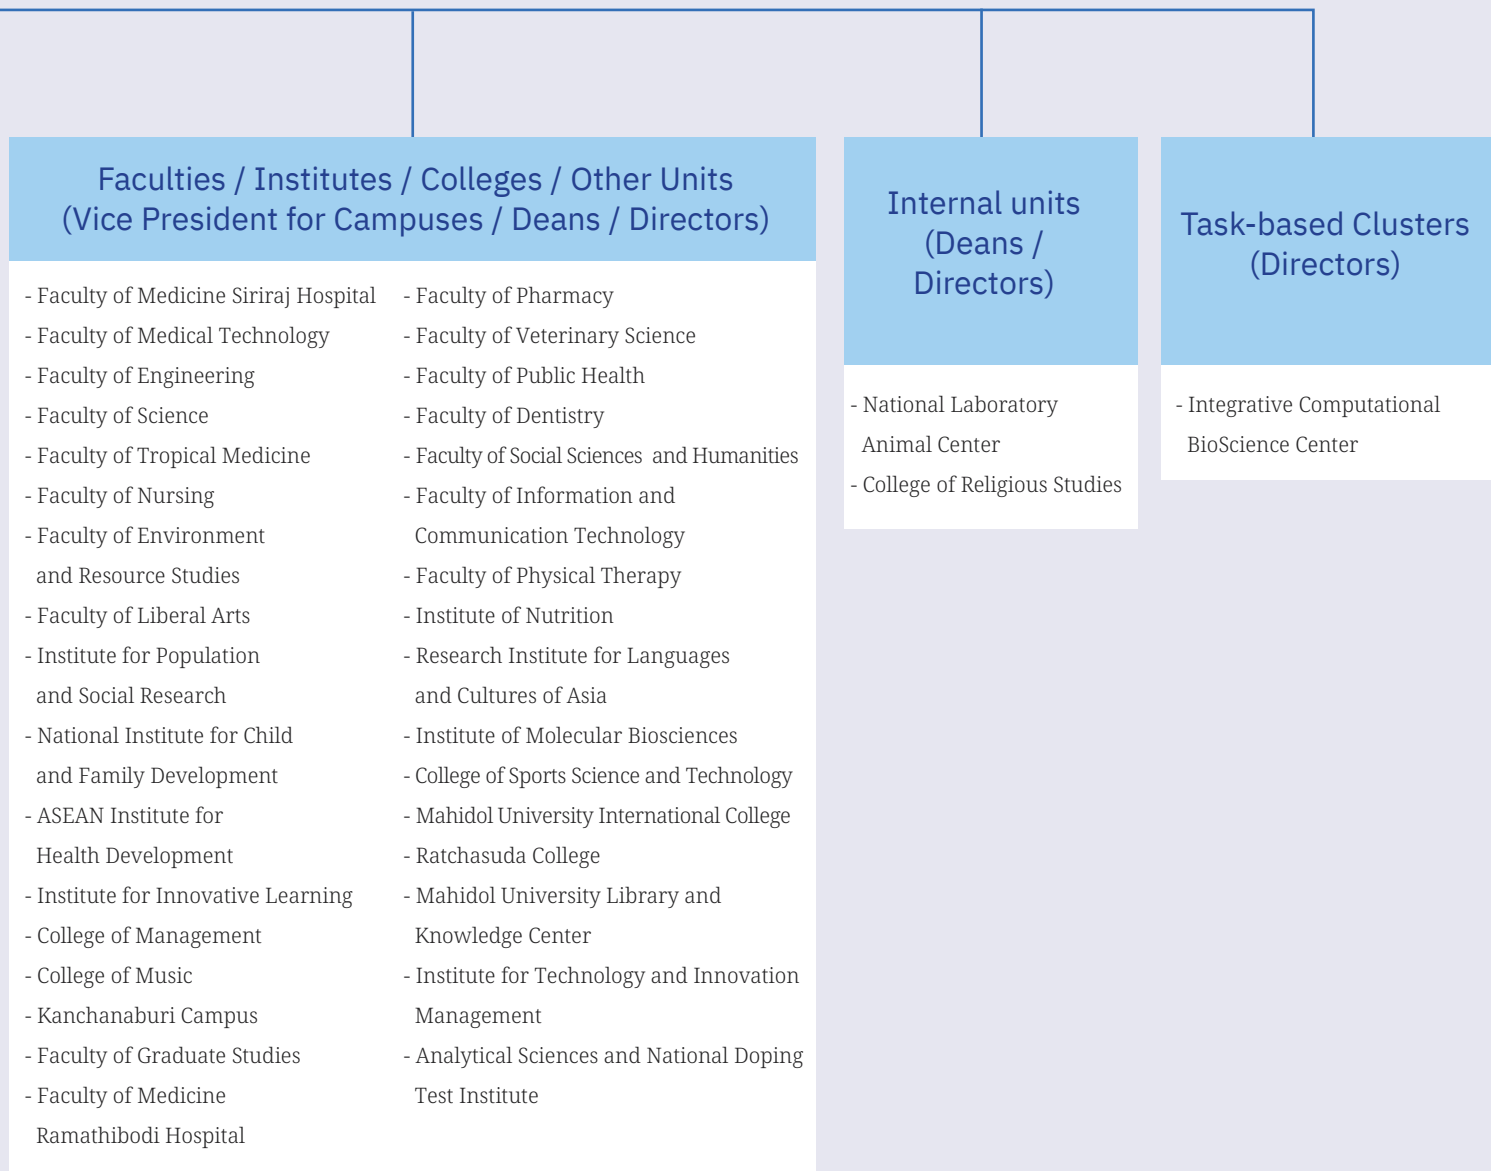 Faculties / Institutes / Colleges / Other Units
(Vice President for Campuses / Deans / Directors)
- Faculty of Medicine Siriraj Hospital
- Faculty of Medical Technology
- Faculty of Engineering
- Faculty of Science
- Faculty of Tropical Medicine
- Faculty of Nursing
- Faculty of Environment
and Resource Studies
- Faculty of Liberal Arts
- Institute for Population
and Social Research
- National Institute for Child
and Family Development
- ASEAN Institute for
Health Development
- Institute for Innovative Learning
- College of Management
- College of Music
- Kanchanaburi Campus
- Faculty of Graduate Studies
- Faculty of Medicine
Ramathibodi Hospital
- Faculty of Pharmacy
- Faculty of Veterinary Science
- Faculty of Public Health
- Faculty of Dentistry
- Faculty of Social Sciences and Humanities
- Faculty of Information and
Communication Technology
- Faculty of Physical Therapy
- Institute of Nutrition
- Research Institute for Languages
and Cultures of Asia
- Institute of Molecular Biosciences
- College of Sports Science and Technology
- Mahidol University International College
- Ratchasuda College
- Mahidol University Library and
Knowledge Center
- Institute for Technology and Innovation
Management
- Analytical Sciences and National Doping
Test Institute
Internal units
(Deans /
Directors)
- National Laboratory
Animal Center
- College of Religious Studies
Task-based Clusters
(Directors)
- Integrative Computational
BioScience Center